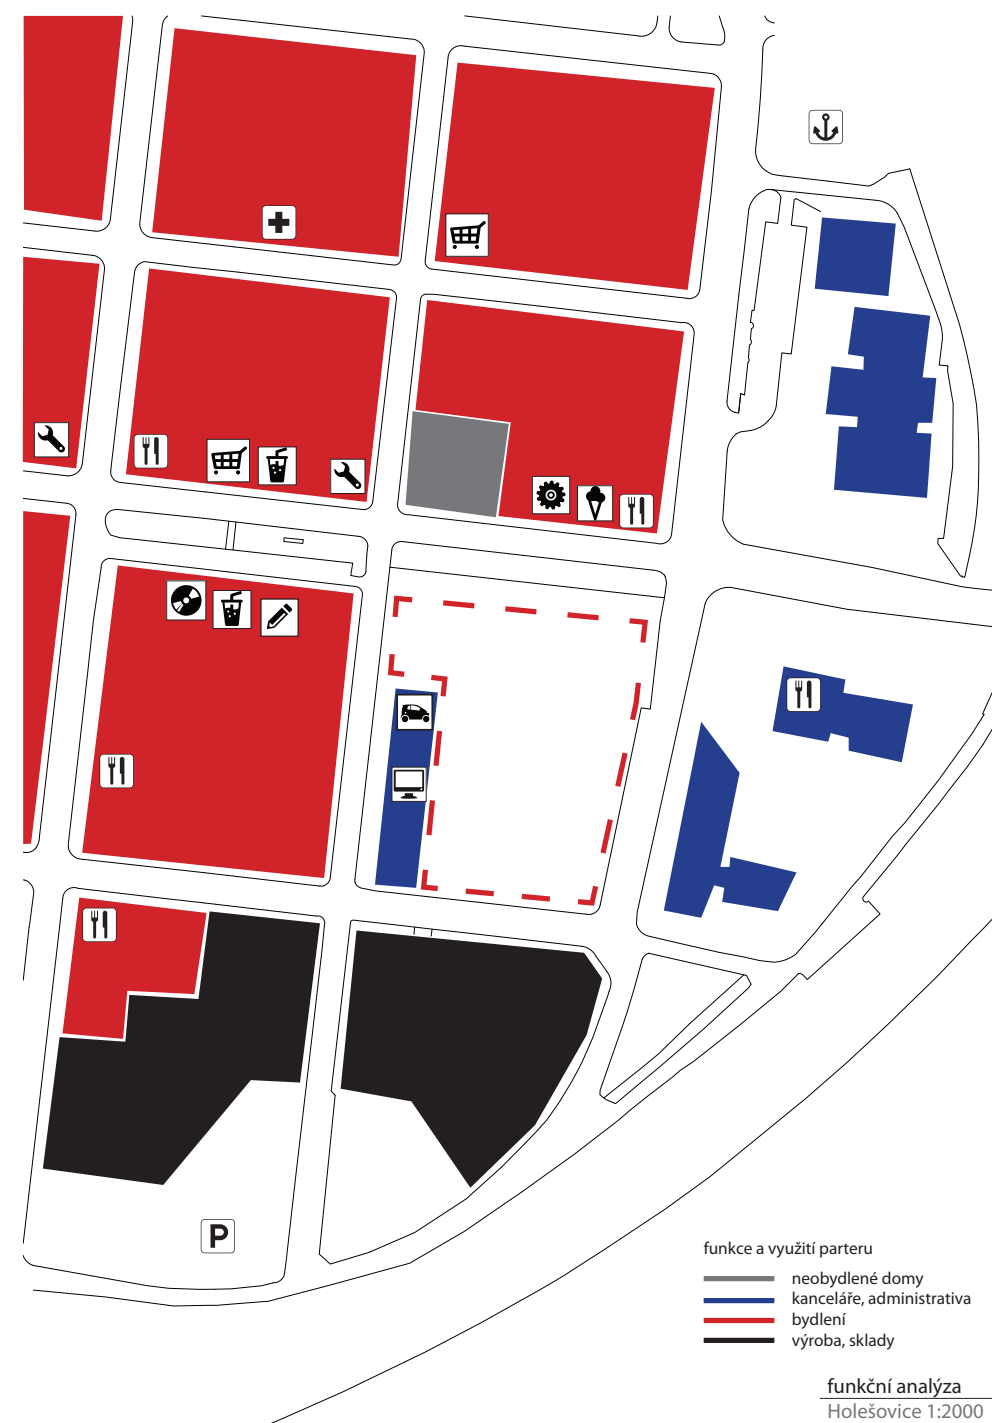 P
funkce a využití parteru
neobydlené domy
kanceláře, administrativa
bydlení
výroba, sklady
funkční analýza
Holešovice 1:2000